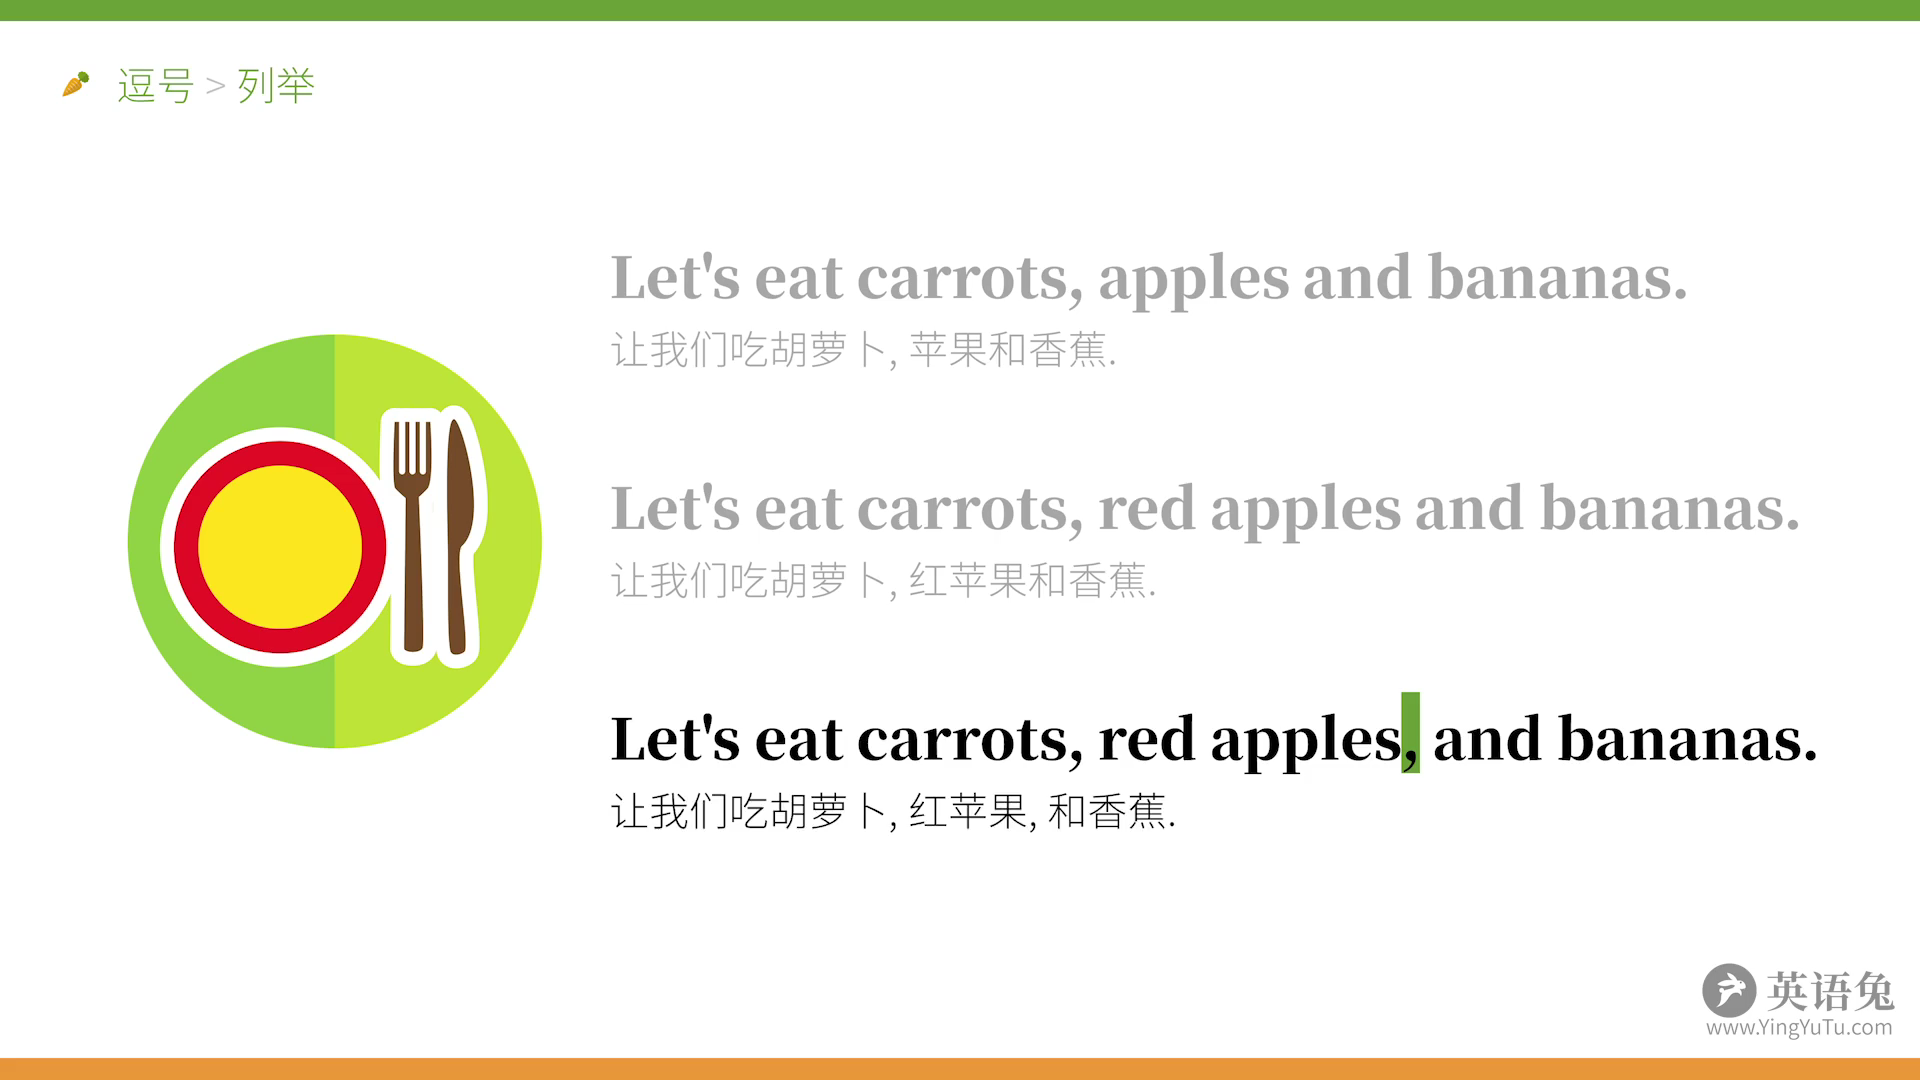 逗号 > 列举
Let's eat carrots, apples and bananas.
让我们吃胡萝卜, 苹果和香蕉.
Let's eat carrots, red apples and bananas.
让我们吃胡萝卜, 红苹果和香蕉.
Let's eat carrots, red apples, and bananas.
让我们吃胡萝卜, 红苹果, 和香蕉.
英语兔
www.YingYuTu.com